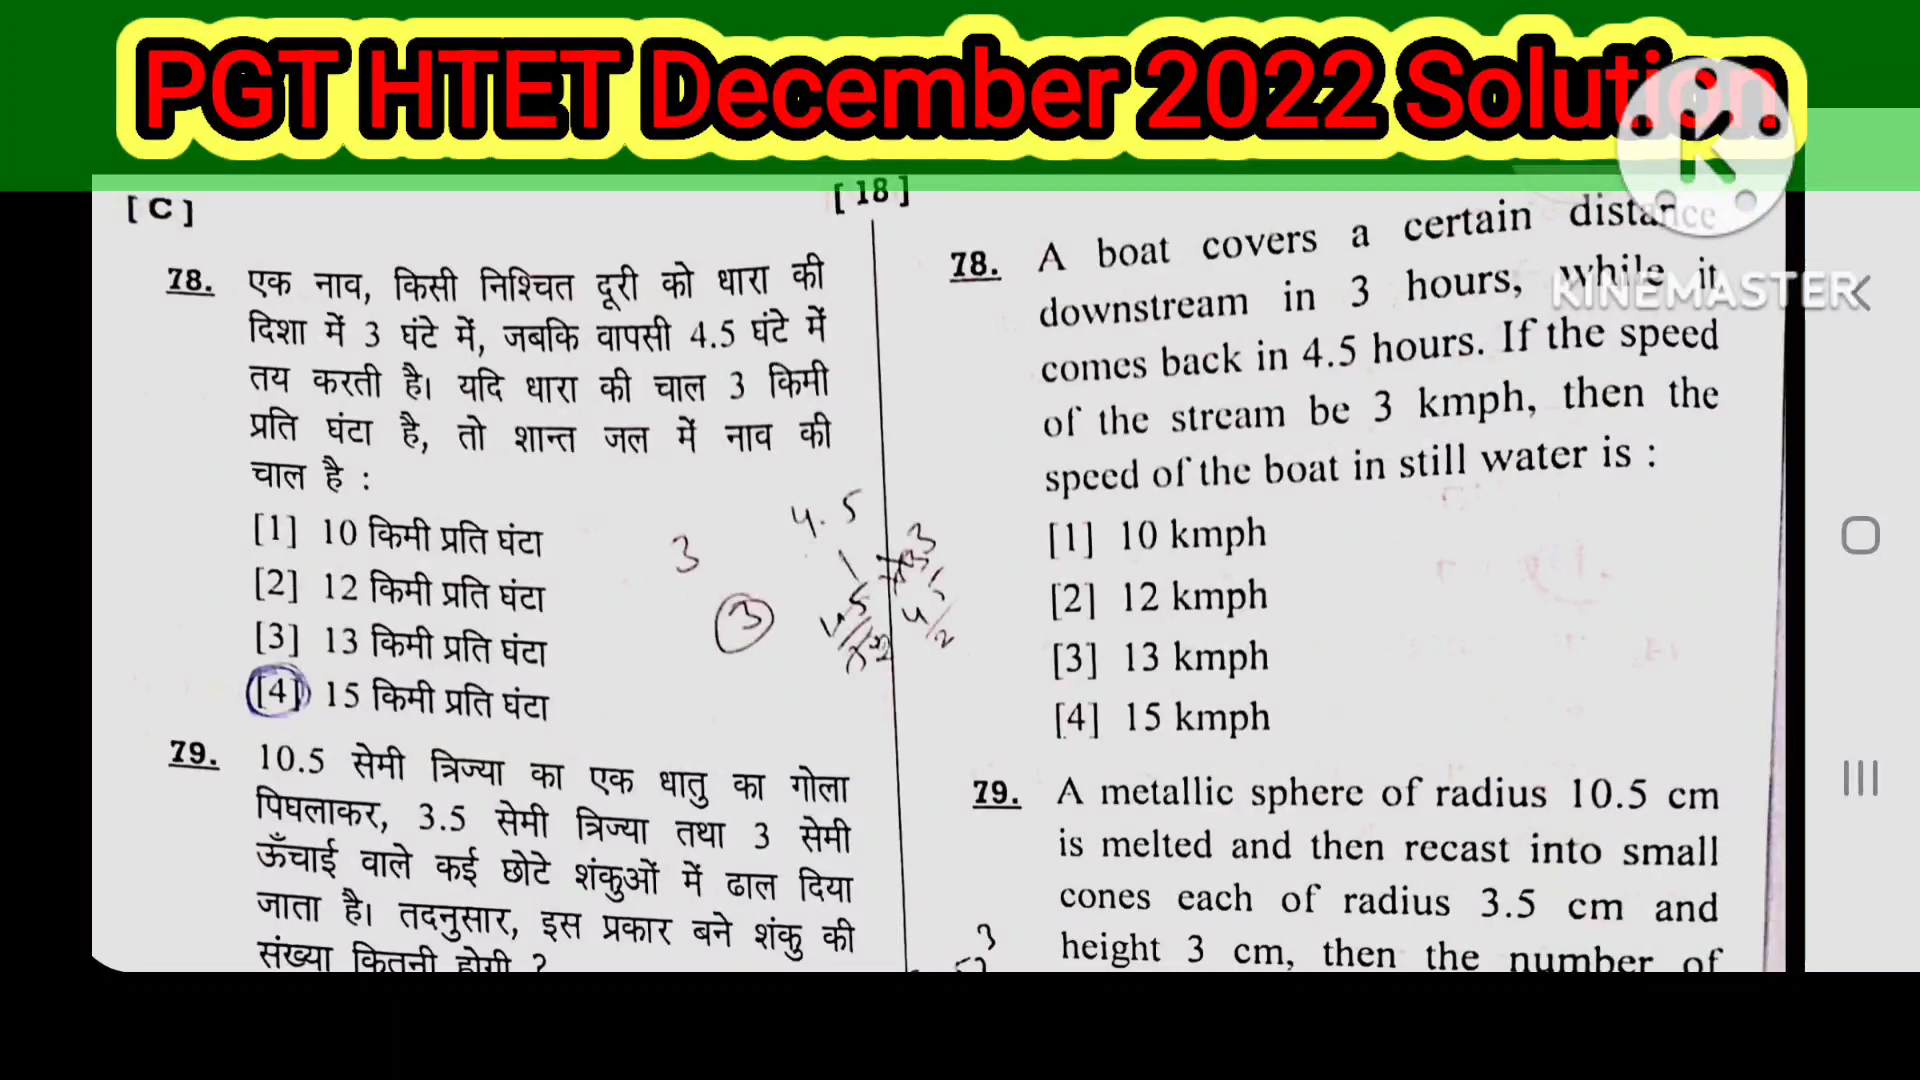 PGT HTET December 2022 Solution
KINEMASTER
[ C ]
[ 18 ]
78. एक नाव, किसी निश्चित दूरी को धारा की
दिशा में 3 घंटे में, जबकि वापसी 4.5 घंटे में
तय करती है। यदि धारा की चाल 3 किमी
प्रति घंटा है, तो शान्त जल में नाव की
चाल है :
[1] 10 किमी प्रति घंटा
[2] 12 किमी प्रति घंटा
[3] 13 किमी प्रति घंटा
[4] 15 किमी प्रति घंटा
3
3
4.5
79. 10.5 सेमी त्रिज्या का एक धातु का गोला
पिघलाकर, 3.5 सेमी त्रिज्या तथा 3 सेमी
ऊँचाई वाले कई छोटे शंकुओं में ढाल दिया
जाता है। तदनुसार, इस प्रकार बने शंकु की
संख्या कितनी होगी ?
78. A boat covers a certain distance
downstream in 3 hours, while it
comes back in 4.5 hours. If the speed
of the stream be 3 kmph, then the
speed of the boat in still water is :
[1] 10 kmph
[2] 12 kmph
[3] 13 kmph
[4] 15 kmph
79. A metallic sphere of radius 10.5 cm
is melted and then recast into small
cones each of radius 3.5 cm and
height 3 cm, then the number of